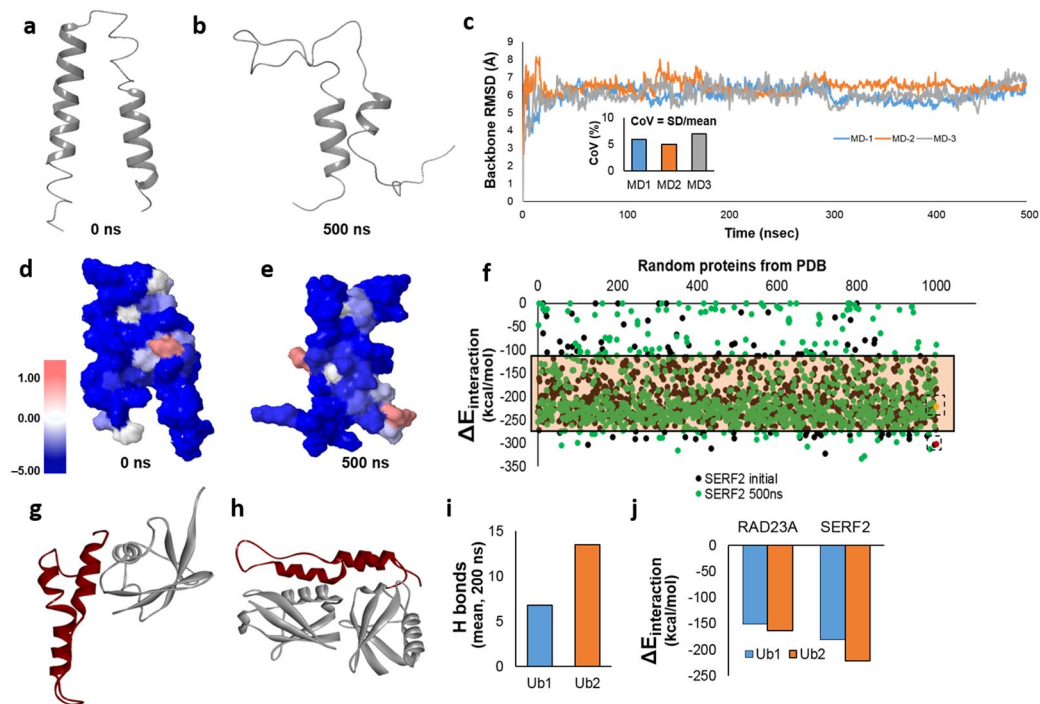 a
b
0 ns
500 ns
c
Backbone RMSD (Å)
9
8
7
6
5
4
3
2
1
0
CoV = SD/mean
CoV (%)
10
5
0
MD1 MD2 MD3
MD-1 MD-2 MD-3
0 100 200 300 400 500
Time (nsec)
d
e
1.00
0.00
−5.00
0 ns
500 ns
f
Random proteins from PDB
0 200 400 600 800 1000
ΔEinteraction
(kcal/mol)
0
-50
-100
-150
-200
-250
-300
-350
SERF2 initial
SERF2 500ns
g
h
i
H bonds
(mean, 200 ns)
15
10
5
0
Ub1 Ub2
j
RAD23A SERF2
ΔEinteraction
(kcal/mol)
0
-50
-100
-150
-200
-250
Ub1 Ub2